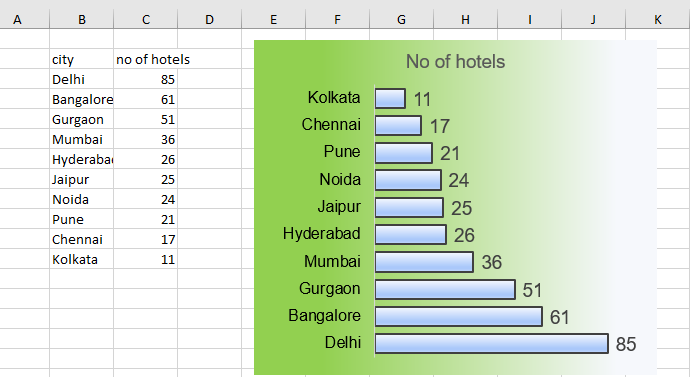 A B C D E F G H I J K
city no of hotels
Delhi 85
Bangalore 61
Gurgaon 51
Mumbai 36
Hyderabad 26
Jaipur 25
Noida 24
Pune 21
Chennai 17
Kolkata 11
No of hotels
Kolkata 11
Chennai 17
Pune 21
Noida 24
Jaipur 25
Hyderabad 26
Mumbai 36
Gurgaon 51
Bangalore 61
Delhi 85